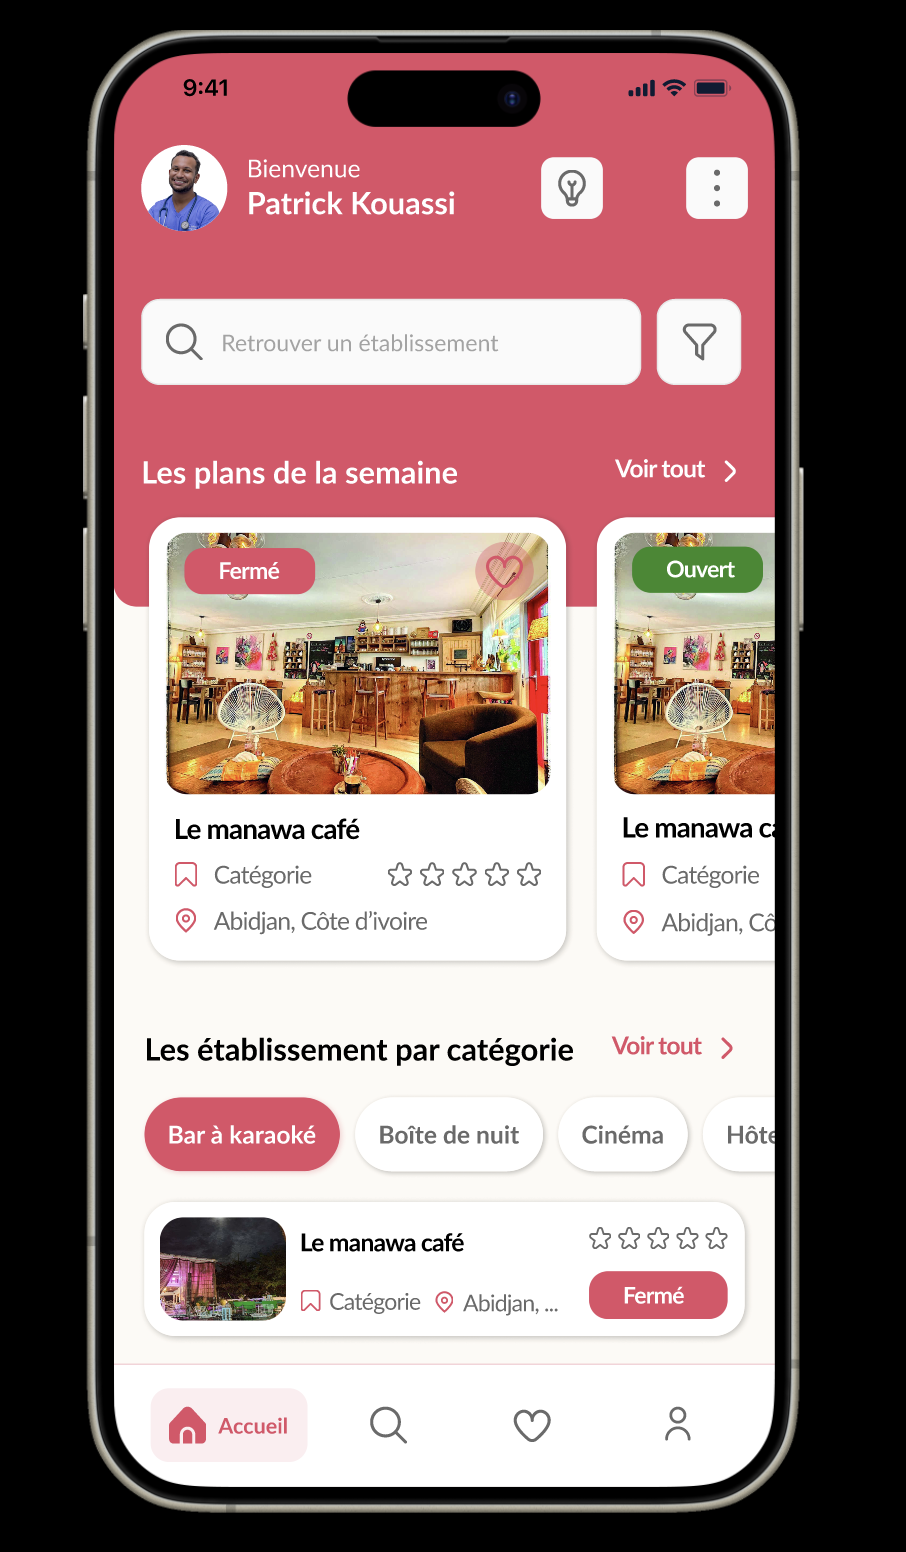 9:41
Bienvenue
Patrick Kouassi
Retrouver un établissement
Les plans de la semaine
Voir tout
Fermé
Ouvert
Le manawa café
Le manawa ca
Catégorie
Catégorie
Abidjan, Côte d'ivoire
Abidjan, Cô
Les établissement par catégorie
Voir tout
Bar à karaoké
Boîte de nuit
Cinéma
Hôte
Le manawa café
Catégorie
Abidjan, ...
Fermé
Accueil